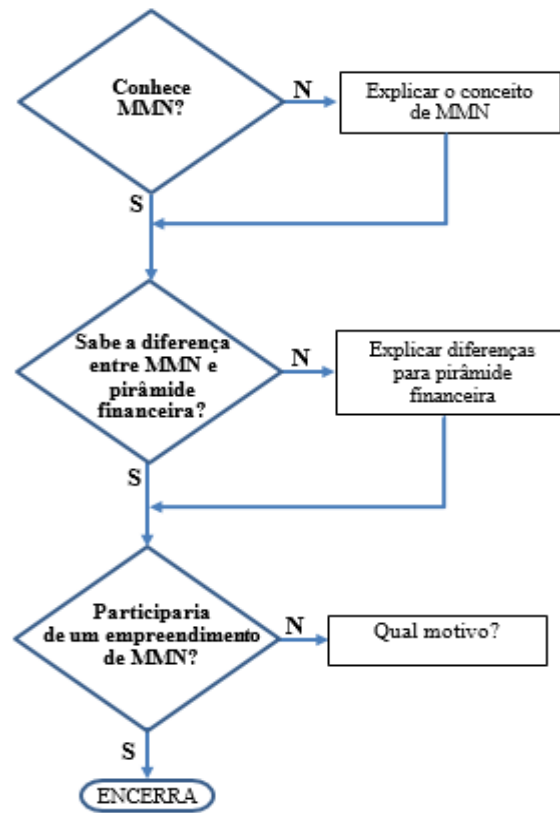 Conhece
MMN?
N
Explicar o conceito
de MMN
S
Sabe a diferença
entre MMN e
pirâmide
financeira?
N
Explicar diferenças
para pirâmide
financeira
S
Participaria
de um empreendimento
de MMN?
N
Qual motivo?
S
ENCERRA